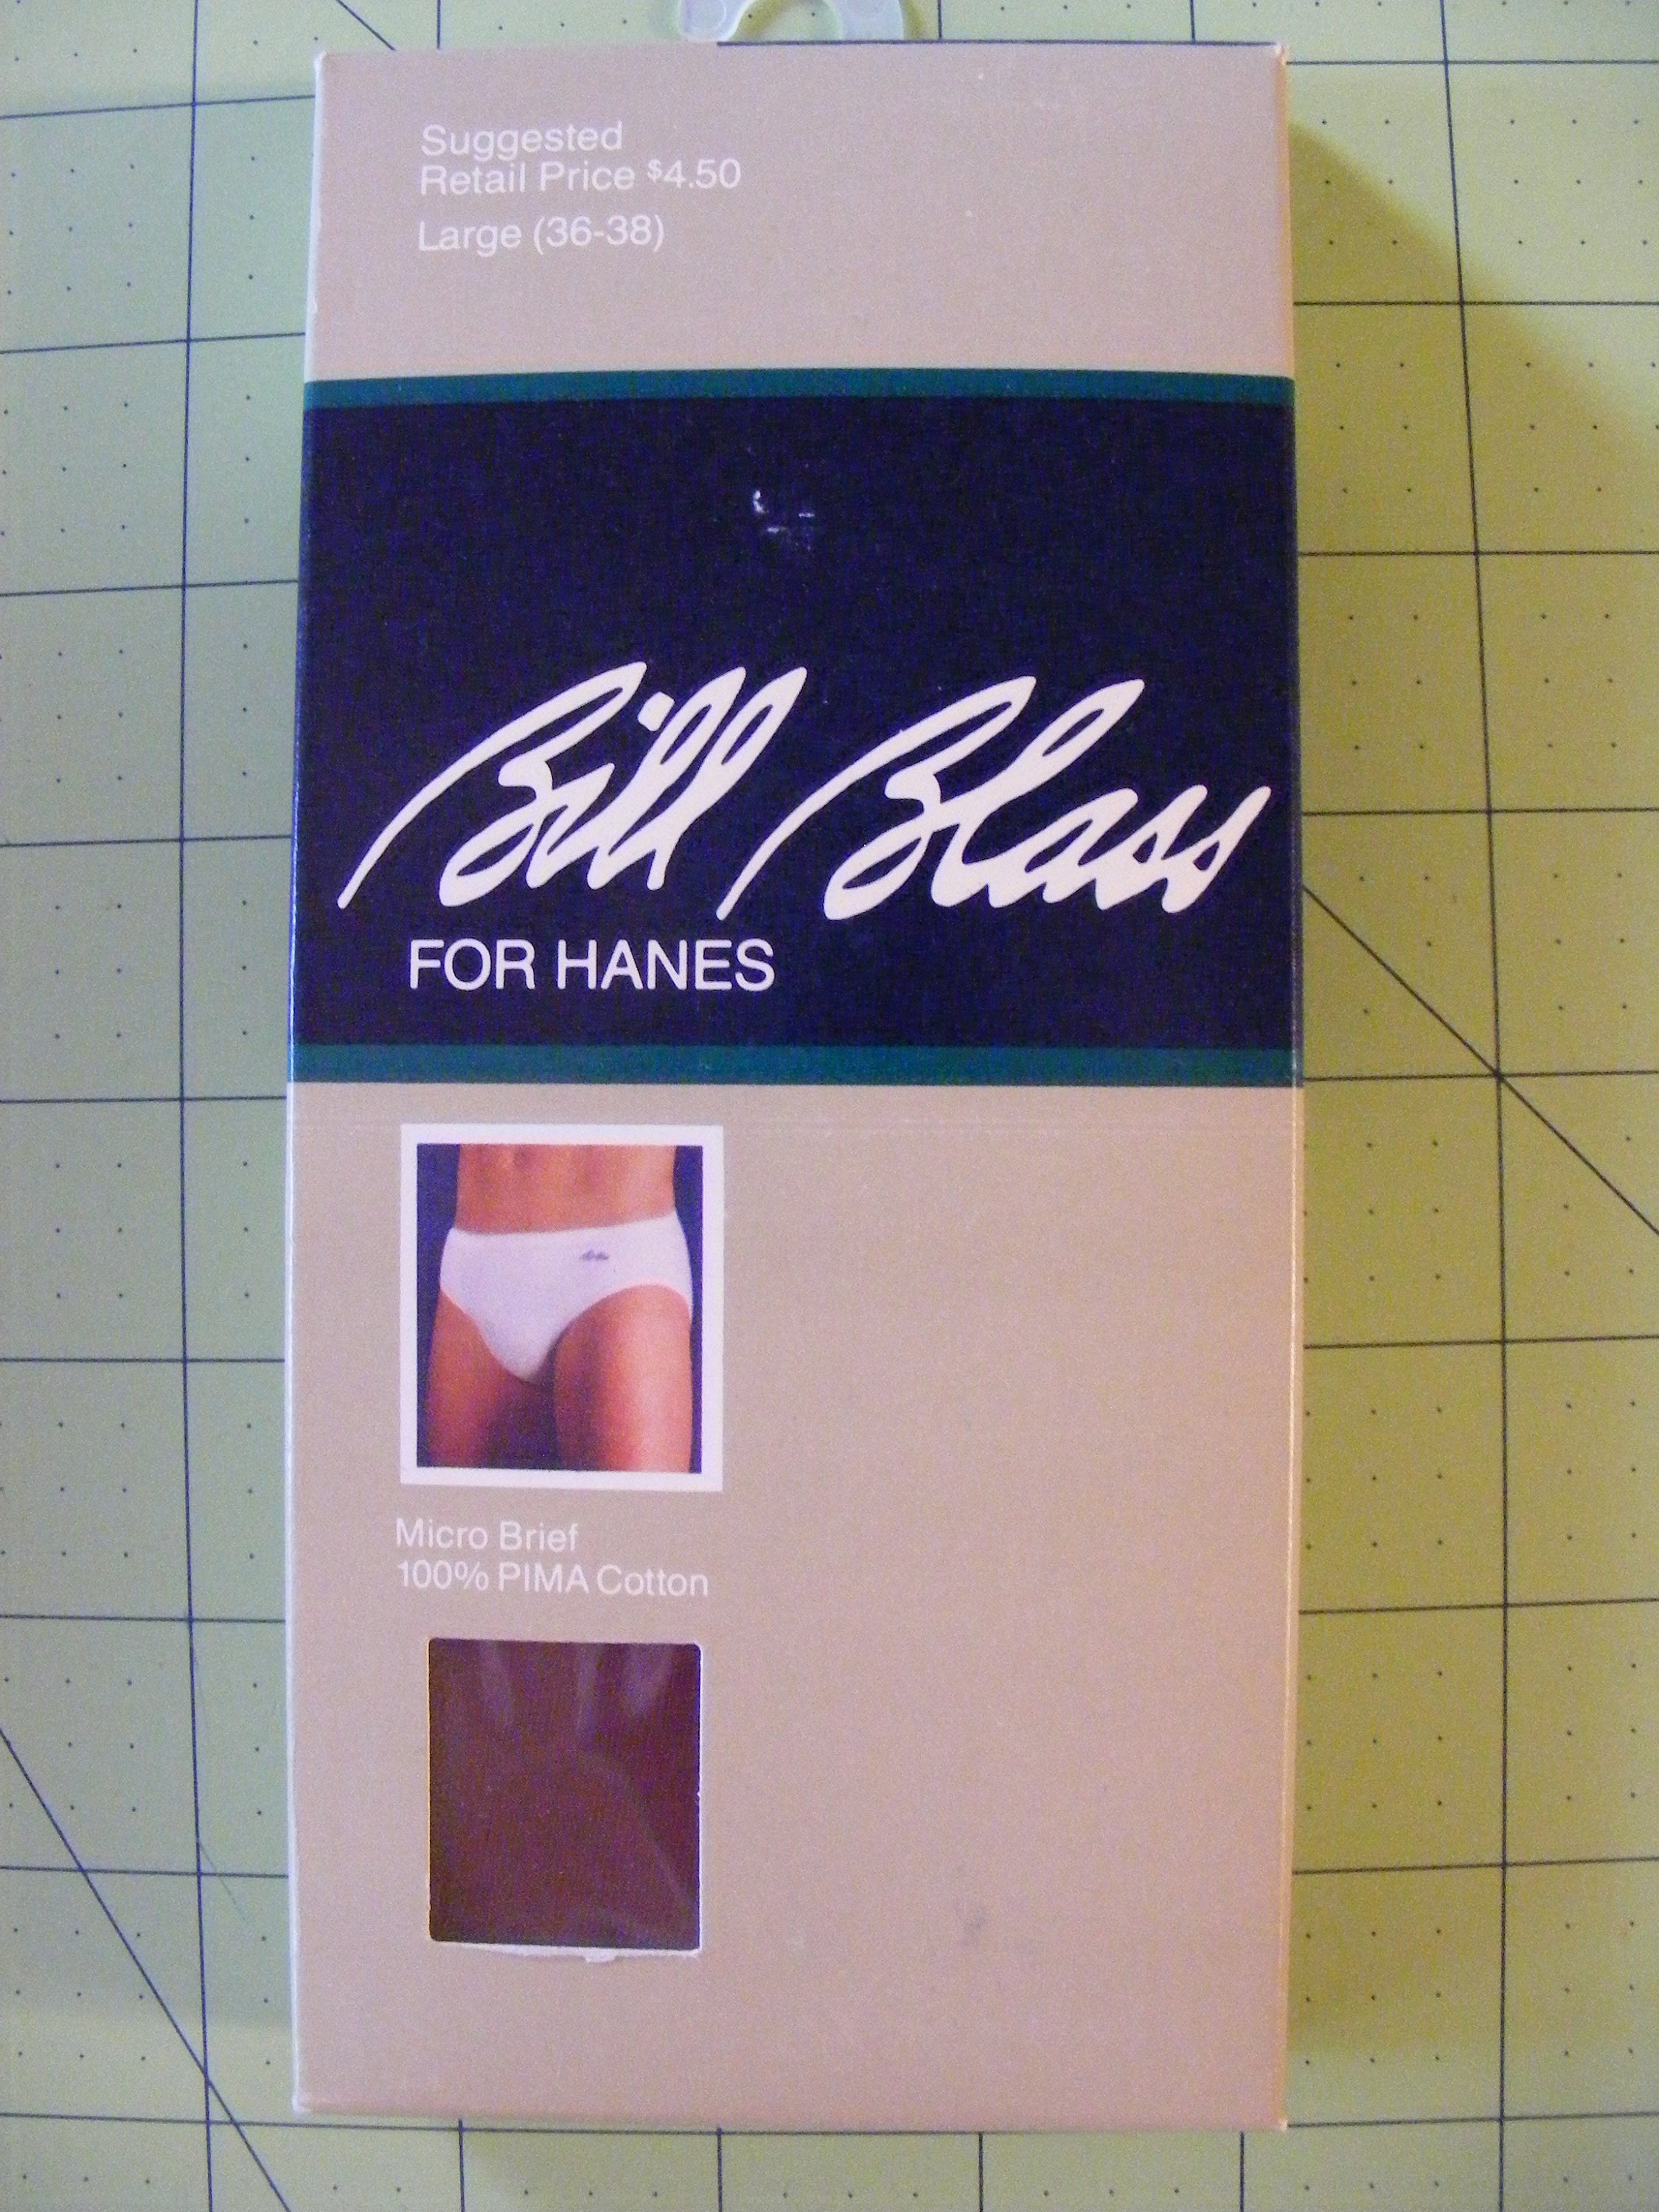 Suggested
Retail Price $4.50
Large (36-38)
Bill Blass
FOR HANES
Micro Brief
100% PIMA Cotton